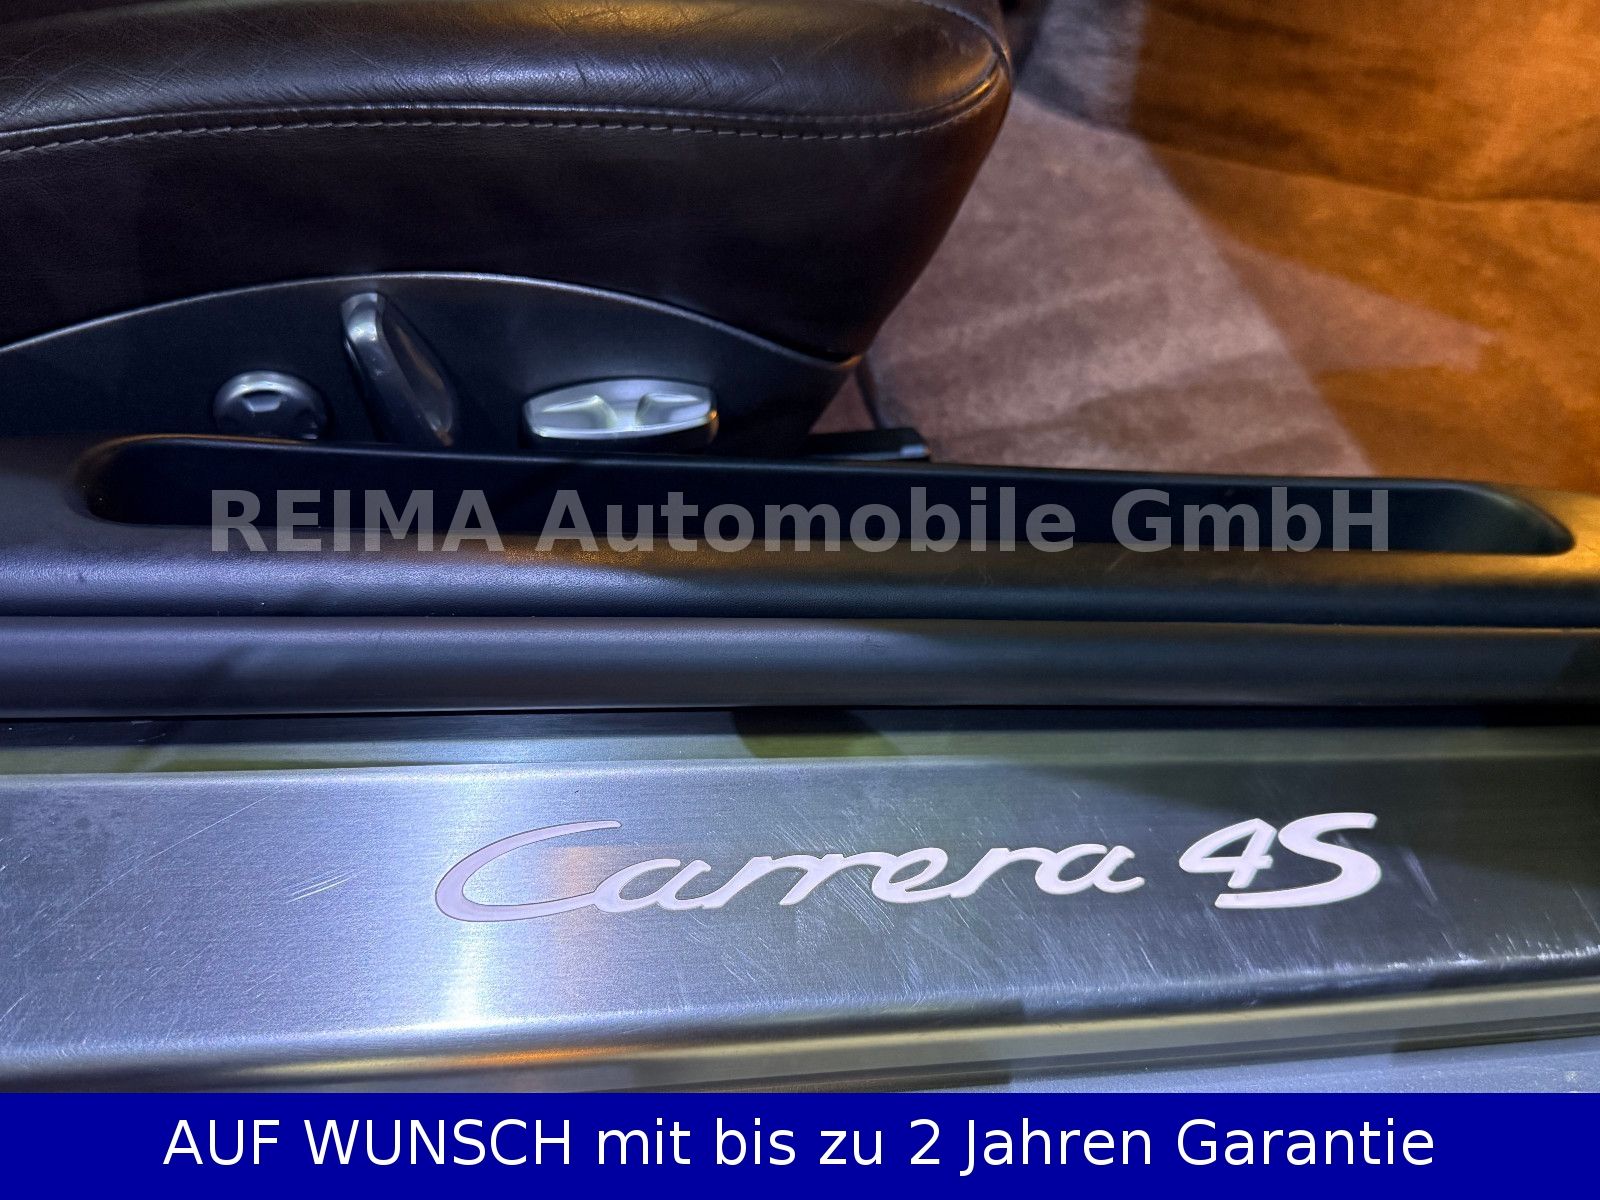 REIMA Automobile GmbH
Carrera 4S
AUF WUNSCH mit bis zu 2 Jahren Garantie